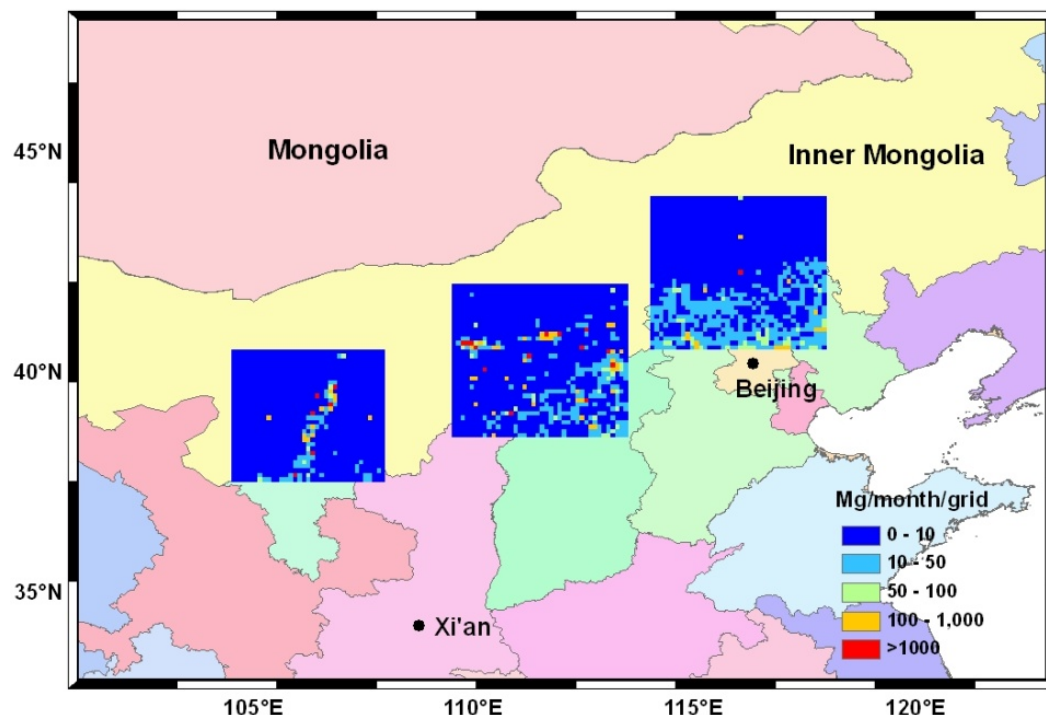 45°N
Mongolia
Inner Mongolia
40°N
Beijing
Mg/month/grid
0 - 10
10 - 50
50 - 100
100 - 1,000
>1000
35°N
Xi'an
105°E
110°E
115°E
120°E